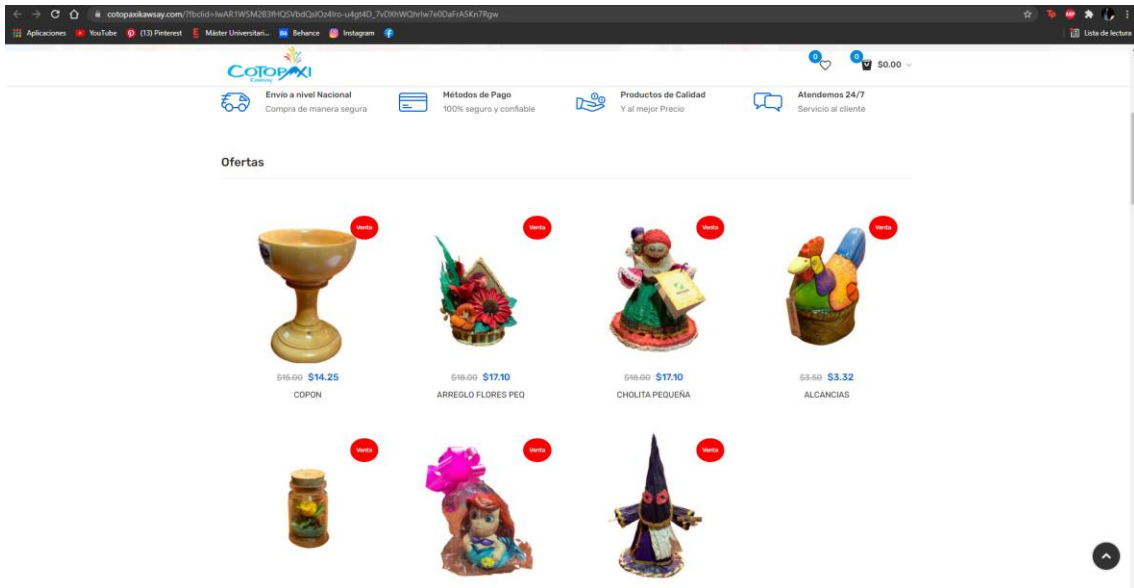 cotopaxikawsay.com/?fbclid=IwAR1WSM2B3fHQSVbdQsIOz4Iro-u4gt4D_7vDXhWQhrIw7e0DaFrASKn7Rgw
Aplicaciones YouTube (13) Pinterest Máster Universitari... Behance Instagram Lista de lectura
COTOPAXI
Kawsay
0 0 $0.00
Envío a nivel Nacional
Compra de manera segura
Métodos de Pago
100% seguro y confiable
Productos de Calidad
Y al mejor Precio
Atendemos 24/7
Servicio al cliente
Ofertas
Venta Venta Venta Venta
$15.00 $14.25
COPON
$18.00 $17.10
ARREGLO FLORES PEQ
$18.00 $17.10
CHOLITA PEQUEÑA
$3.50 $3.32
ALCANCIAS
Venta Venta Venta